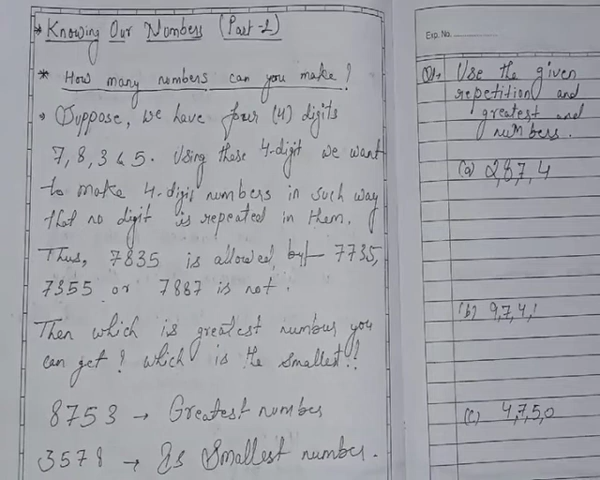 * Knowing Our Numbers (Part-1)
* How many numbers can you make?
• Suppose, we have four (4) digits
7, 8, 3 & 5. Using these 4-digit we want
to make 4-digit numbers in such way
that no digit is repeated in them.
Thus, 7835 is allowed, but 7735,
7355 or 7887 is not.
Then which is greatest number you
can get? which is the smallest!!
8753 → Greatest number
3578 → Is Smallest number.
Exp. No.
Q1. Use the given
repetition and
greatest and
numbers.
(a) 2,8,7,4
(b) 9,7,4,1
(c) 4,7,5,0